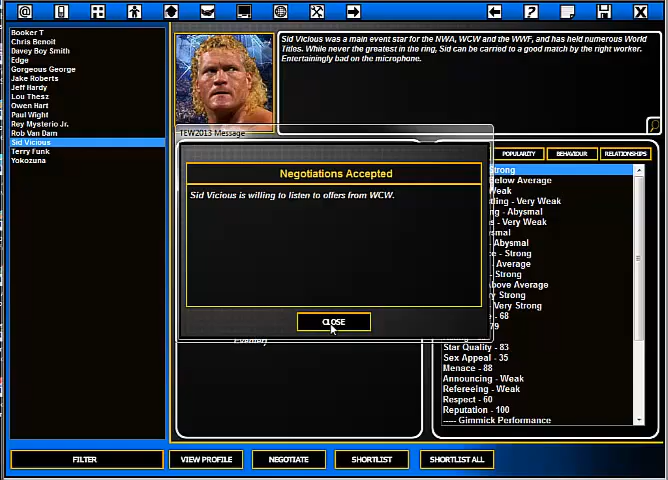 Booker T
Chris Benoit
Davey Boy Smith
Edge
Gorgeous George
Jake Roberts
Jeff Hardy
Lou Thesz
Owen Hart
Paul Wight
Rey Mysterio Jr.
Rob Van Dam
Sid Vicious
Terry Funk
Yokozuna
Sid Vicious was a main event star for the NWA, WCW and the WWF, and has held numerous World
Titles. While never the greatest in the ring, Sid can be carried to a good match by the right worker.
Entertainingly bad on the microphone.
TEW2013 Message
Negotiations Accepted
Sid Vicious is willing to listen to offers from WCW.
CLOSE
POPULARITY
BEHAVIOUR
RELATIONSHIPS
Strong
Below Average
Weak
- Very Weak
- Abysmal
- Very Weak
- Abysmal
- Strong
- Average
- Strong
Above Average
Strong
- Very Strong
- 68
79
Star Quality - 83
Sex Appeal - 35
Menace - 88
Announcing - Weak
Refereeing - Weak
Respect - 60
Reputation - 100
---- Gimmick Performance
FILTER
VIEW PROFILE
NEGOTIATE
SHORTLIST
SHORTLIST ALL